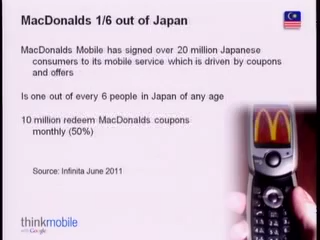 MacDonalds 1/6 out of Japan
MacDonalds Mobile has signed over 20 million Japanese
consumers to its mobile service which is driven by coupons
and offers
Is one out of every 6 people in Japan of any age
10 million redeem MacDonalds coupons
monthly (50%)
Source: Infinita June 2011
thinkmobile
with Google